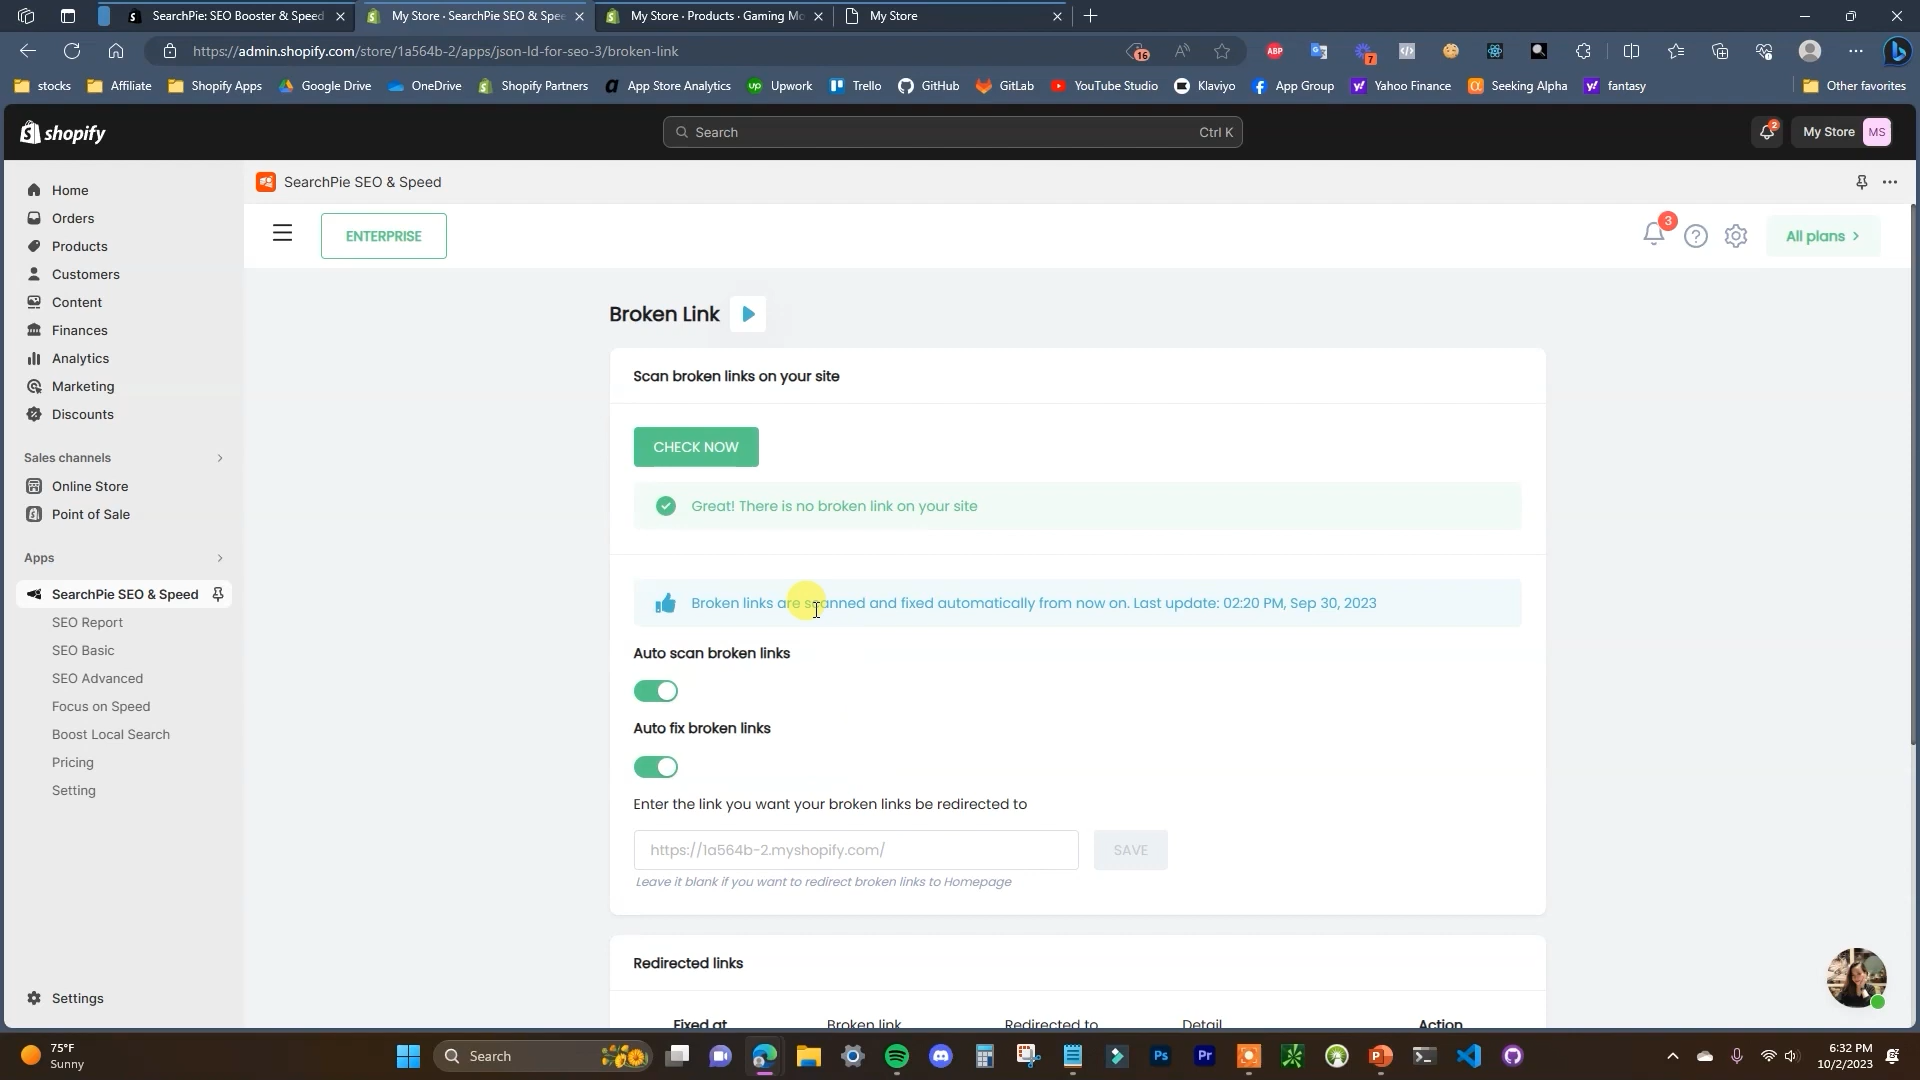 SearchPie: SEO Booster & Speed
My Store · SearchPie SEO & Spee
My Store · Products · Gaming Mo
My Store
https://admin.shopify.com/store/1a564b-2/apps/json-ld-for-seo-3/broken-link
16
ABP
7
stocks
Affiliate
Shopify Apps
Google Drive
OneDrive
Shopify Partners
App Store Analytics
Upwork
Trello
GitHub
GitLab
YouTube Studio
Klaviyo
App Group
Yahoo Finance
Seeking Alpha
fantasy
Other favorites
shopify
Search
Ctrl K
2
My Store
MS
Home
Orders
Products
Customers
Content
Finances
Analytics
Marketing
Discounts
Sales channels
Online Store
Point of Sale
Apps
SearchPie SEO & Speed
SEO Report
SEO Basic
SEO Advanced
Focus on Speed
Boost Local Search
Pricing
Setting
Settings
SearchPie SEO & Speed
ENTERPRISE
3
All plans
Broken Link
Scan broken links on your site
CHECK NOW
Great! There is no broken link on your site
Broken links are scanned and fixed automatically from now on. Last update: 02:20 PM, Sep 30, 2023
Auto scan broken links
Auto fix broken links
Enter the link you want your broken links be redirected to
https://1a564b-2.myshopify.com/
SAVE
Leave it blank if you want to redirect broken links to Homepage
Redirected links
Fixed at
Broken link
Redirected to
Detail
Action
75°F
Sunny
Search
Ps
Pr
6:32 PM
10/2/2023